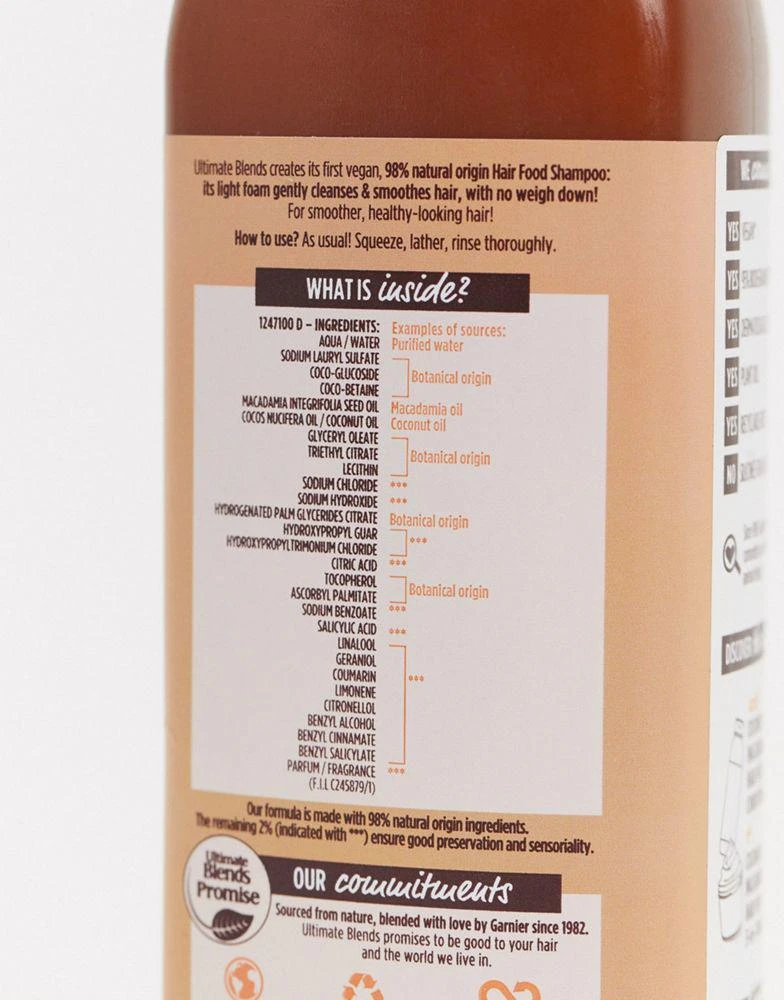 Ultimate Blends creates its first vegan, 98% natural origin Hair Food Shampoo:
its light foam gently cleanses & smoothes hair, with no weigh down!
For smoother, healthy-looking hair!
How to use? As usual! Squeeze, lather, rinse thoroughly.
WHAT IS inside?
1247100 D – INGREDIENTS: Examples of sources:
AQUA / WATER Purified water
SODIUM LAURYL SULFATE
COCO-GLUCOSIDE Botanical origin
COCO-BETAINE
MACADAMIA INTEGRIFOLIA SEED OIL Macadamia oil
COCOS NUCIFERA OIL / COCONUT OIL Coconut oil
GLYCERYL OLEATE
TRIETHYL CITRATE Botanical origin
LECITHIN
SODIUM CHLORIDE ***
SODIUM HYDROXIDE ***
HYDROGENATED PALM GLYCERIDES CITRATE Botanical origin
HYDROXYPROPYL GUAR
HYDROXYPROPYLTRIMONIUM CHLORIDE ***
CITRIC ACID ***
TOCOPHEROL
ASCORBYL PALMITATE Botanical origin
SODIUM BENZOATE ***
SALICYLIC ACID ***
LINALOOL
GERANIOL
COUMARIN ***
LIMONENE
CITRONELLOL
BENZYL ALCOHOL
BENZYL CINNAMATE
BENZYL SALICYLATE
PARFUM / FRAGRANCE ***
(F.I.L C245879/1)
Our formula is made with 98% natural origin ingredients.
The remaining 2% (indicated with ***) ensure good preservation and sensoriality.
Ultimate
Blends
Promise
OUR commitments
Sourced from nature, blended with love by Garnier since 1982.
Ultimate Blends promises to be good to your hair
and the world we live in.
WE
YES VEGAN*
YES
YES
YES
YES
NO